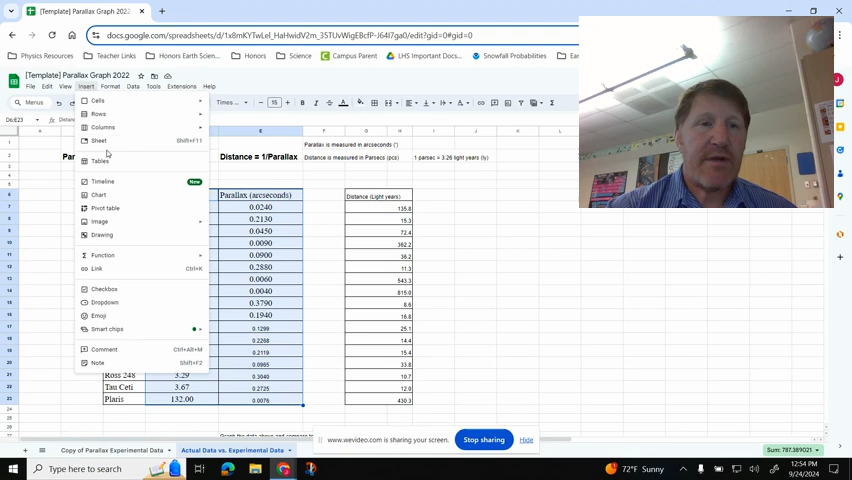 [Template] Parallax Graph 2022
docs.google.com/spreadsheets/d/1x8mKYTwLeI_HaHwidV2m_35TUvWigEBcfP-J64I7ga0/edit?gid=0#gid=0
Physics Resources
Teacher Links
Honors Earth Scienc...
Honors
Science
Campus Parent
LHS Important Docs...
Snowfall Probabilities
[Template] Parallax Graph 2022
File Edit View Insert Format Data Tools Extensions Help
Menus
Times ...
15
D6:E23
Stardust
A
E
F
G
H
I
J
K
L
Cells
Rows
Columns
Sheet Shift+F11
Tables
Timeline New
Chart
Pivot table
Image
Drawing
Function
Link Ctrl+K
Checkbox
Dropdown
Emoji
Smart chips
Comment Ctrl+Alt+M
Note Shift+F2
Parallax is measured in arcseconds (")
Distance = 1/Parallax
Distance is measured in Parsecs (pcs)
1 parsec = 3.26 light years (ly)
Parallax (arcseconds) Distance (Light years)
0.0240 135.8
0.2130 15.3
0.0450 72.4
0.0090 362.2
0.0900 36.2
0.2880 11.3
0.0060 543.3
0.0040 815.0
0.3790 8.6
0.1940 16.8
0.1299 25.1
0.2268 14.4
0.2119 15.4
0.0965 33.8
Ross 248 3.29 0.3040 10.7
Tau Ceti 3.67 0.2725 12.0
Plaris 132.00 0.0076 430.3
www.wevideo.com is sharing your screen.
Stop sharing
Hide
Copy of Parallax Experimental Data
Actual Data vs. Experimental Data
Sum: 787.389021
Type here to search
72°F Sunny
12:54 PM
9/24/2024